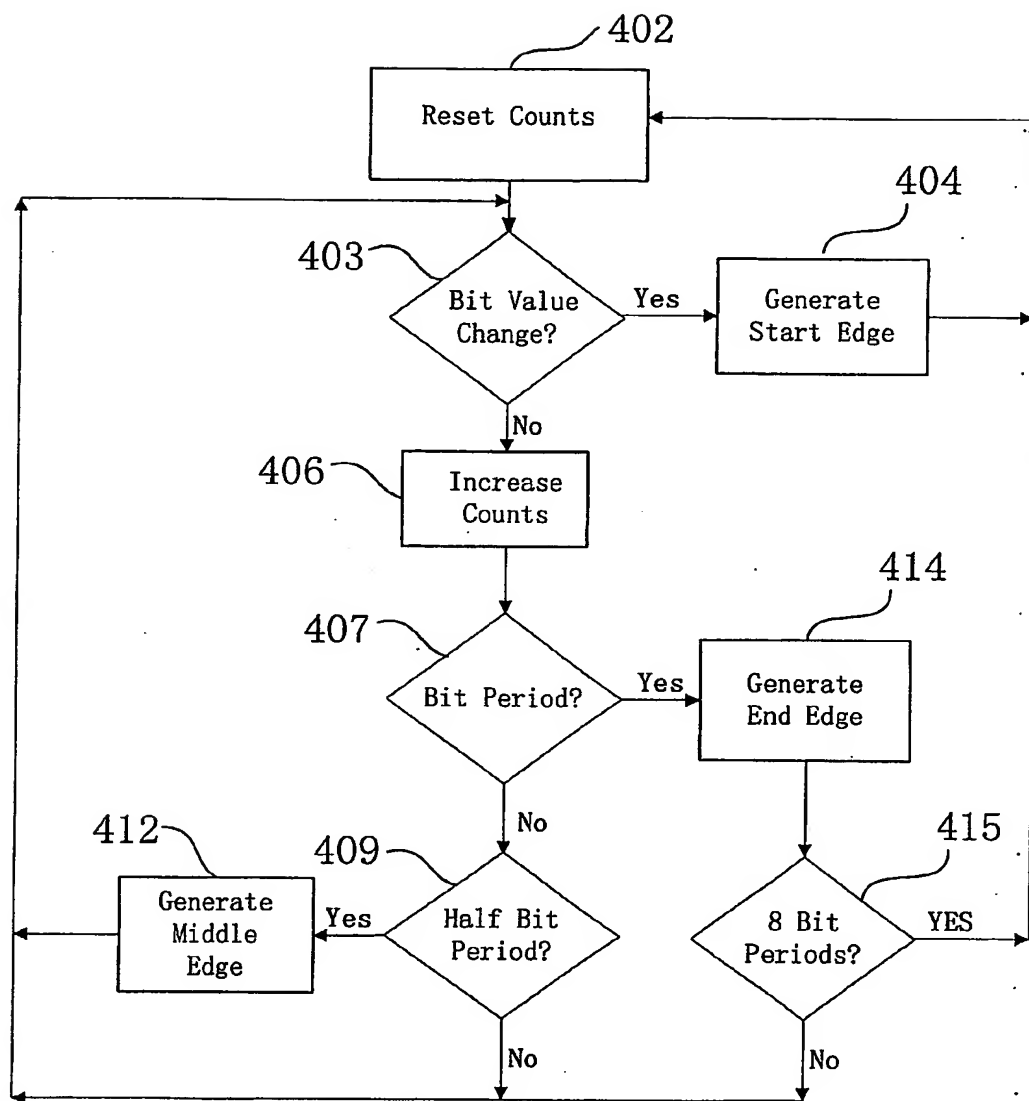 402
Reset Counts
404
403
Bit Value
Change?
Yes
Generate
Start Edge
No
406
Increase
Counts
414
407
Bit Period?
Yes
Generate
End Edge
No
412
409
415
Generate
Middle
Edge
Yes
Half Bit
Period?
8 Bit
Periods?
YES
No
No